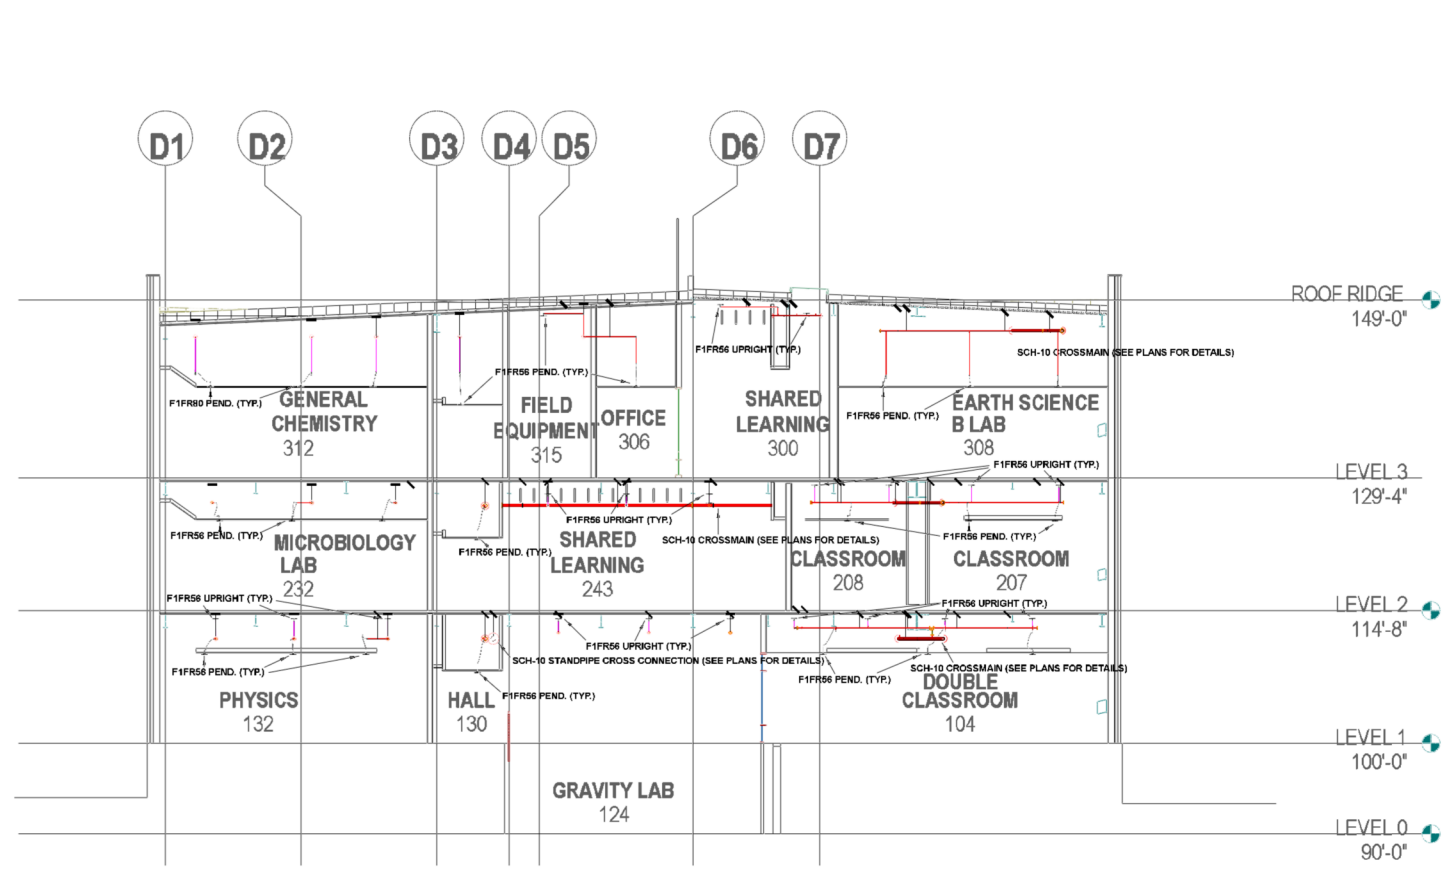 D1 D2 D3 D4 D5 D6 D7
ROOF RIDGE
149'-0"
F1FR56 UPRIGHT (TYP.)
SCH-10 CROSSMAIN (SEE PLANS FOR DETAILS)
F1FR56 PEND. (TYP.)
F1FR80 PEND. (TYP.)
GENERAL
CHEMISTRY
312
FIELD
EQUIPMENT
315
OFFICE
306
SHARED
LEARNING
300
F1FR56 PEND. (TYP.)
EARTH SCIENCE
B LAB
308
F1FR56 UPRIGHT (TYP.)
LEVEL 3
129'-4"
F1FR56 UPRIGHT (TYP.)
F1FR56 PEND. (TYP.)
MICROBIOLOGY
LAB
232
F1FR56 PEND. (TYP.)
SHARED
LEARNING
243
SCH-10 CROSSMAIN (SEE PLANS FOR DETAILS)
F1FR56 PEND. (TYP.)
CLASSROOM
208
CLASSROOM
207
F1FR56 UPRIGHT (TYP.)
F1FR56 UPRIGHT (TYP.)
LEVEL 2
114'-8"
F1FR56 UPRIGHT (TYP.)
SCH-10 STANDPIPE CROSS CONNECTION (SEE PLANS FOR DETAILS)
SCH-10 CROSSMAIN (SEE PLANS FOR DETAILS)
F1FR56 PEND. (TYP.)
F1FR56 PEND. (TYP.)
F1FR56 PEND. (TYP.)
PHYSICS
132
HALL
130
DOUBLE
CLASSROOM
104
LEVEL 1
100'-0"
GRAVITY LAB
124
LEVEL 0
90'-0"